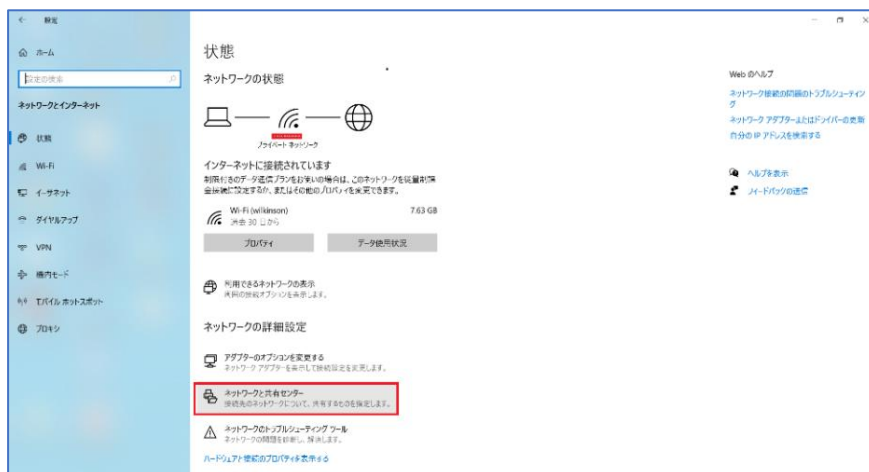 設定
ホーム
設定の検索
ネットワークとインターネット
状態
Wi-Fi
イーサネット
ダイヤルアップ
VPN
機内モード
モバイル ホットスポット
プロキシ
状態
ネットワークの状態
プライベート ネットワーク
インターネットに接続されています
制限付きのデータ通信プランをお使いの場合は、このネットワークを従量制課
金接続に設定するか、またはその他のプロパティを変更できます。
Wi-Fi (wilkinson)
7.63 GB
過去 30 日から
プロパティ
データ使用状況
利用できるネットワークの表示
周囲の接続オプションを表示します。
ネットワークの詳細設定
アダプターのオプションを変更する
ネットワーク アダプターを表示して接続設定を変更します。
ネットワークと共有センター
接続先のネットワークについて、共有するものを指定します。
ネットワークのトラブルシューティング ツール
ネットワークの問題を診断し、解決します。
ハードウェアと接続のプロパティを表示する
Web のヘルプ
ネットワーク接続の問題のトラブルシューティン
グ
ネットワーク アダプターまたはドライバーの更新
自分の IP アドレスを検索する
ヘルプを表示
フィードバックの送信